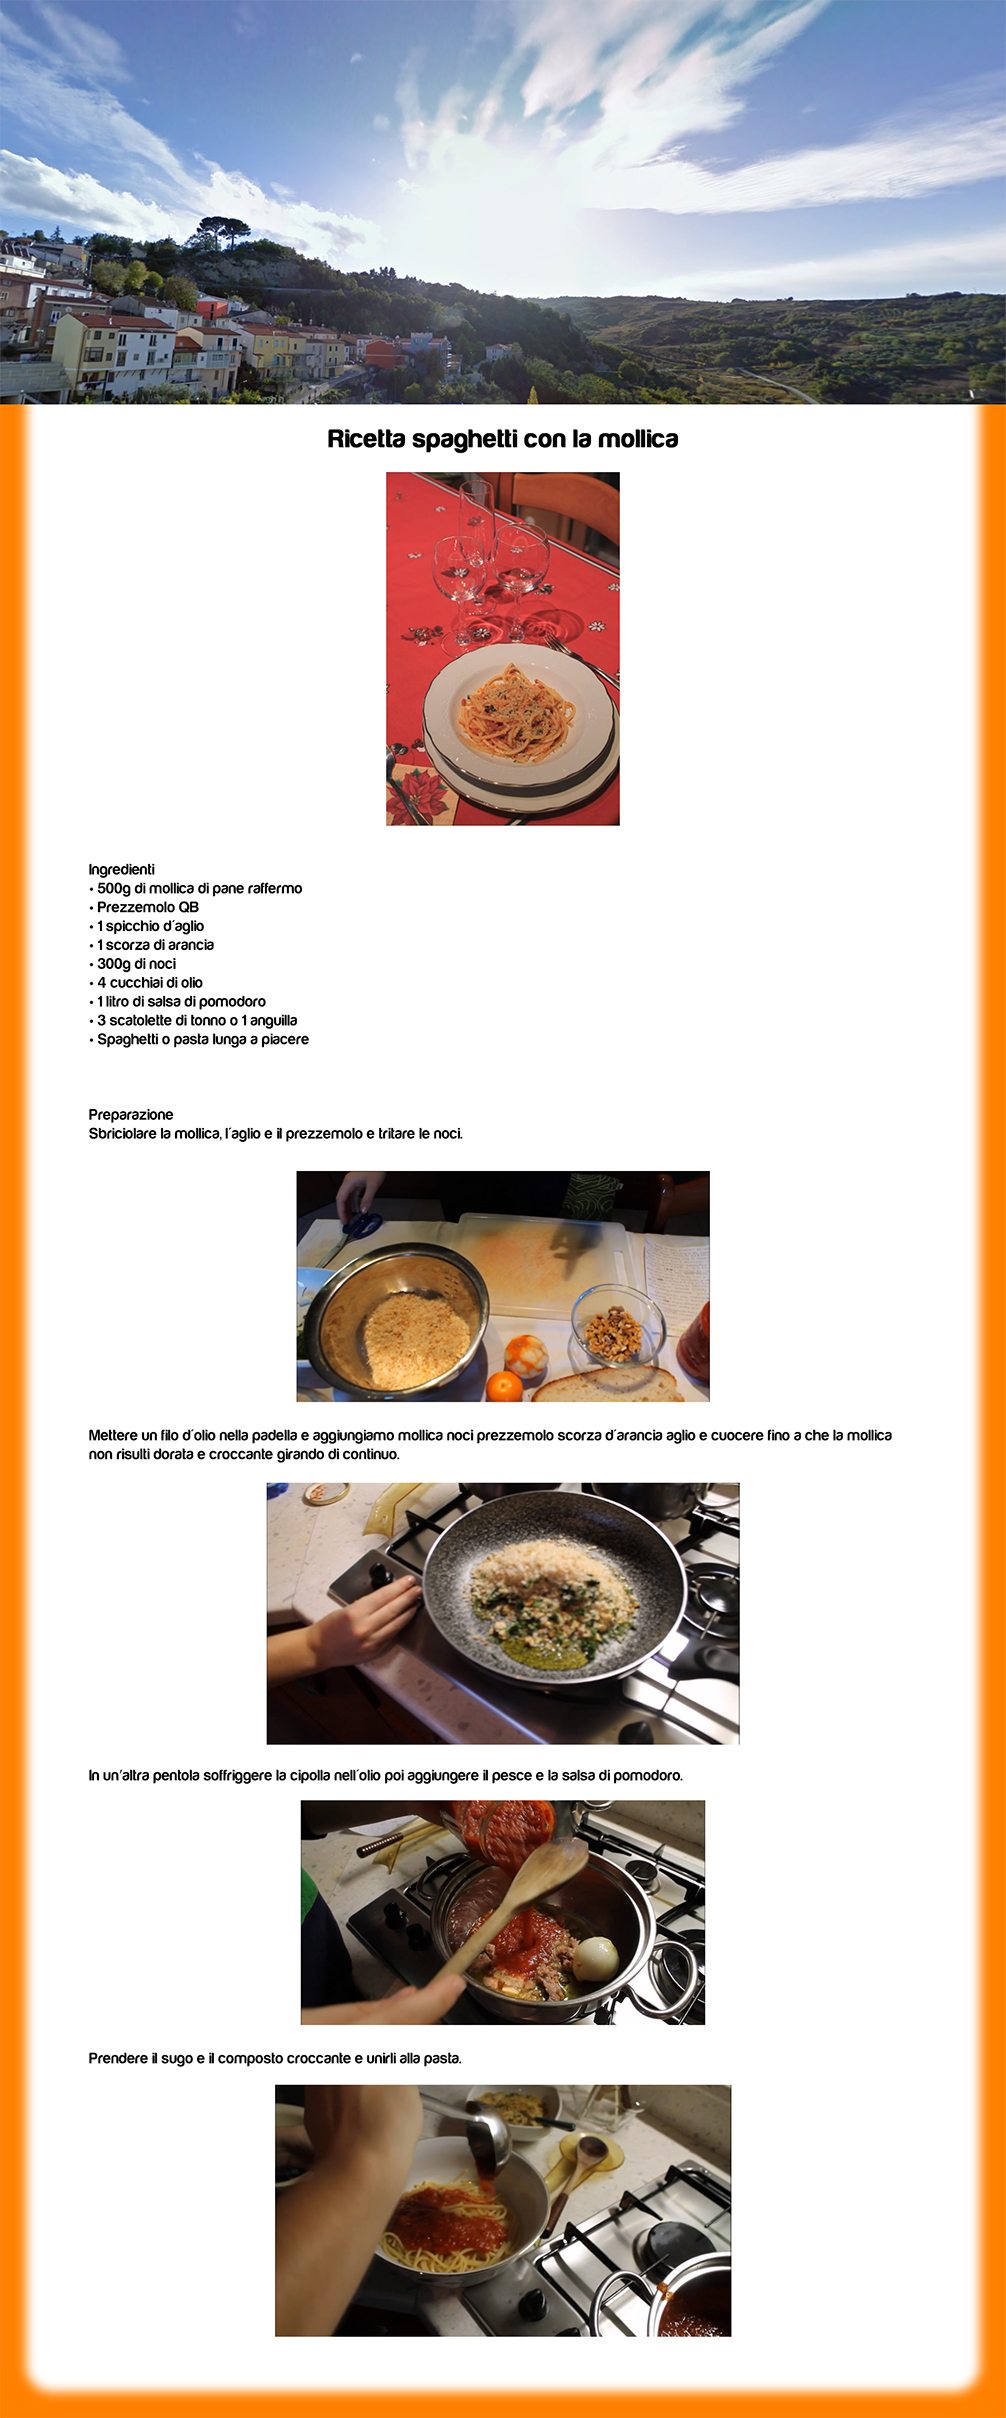 Ricetta spaghetti con la mollica
Ingredienti
• 500g di mollica di pane raffermo
• Prezzemolo QB
• 1 spicchio d´aglio
• 1 scorza di arancia
• 300g di noci
• 4 cucchiai di olio
• 1 litro di salsa di pomodoro
• 3 scatolette di tonno o 1 anguilla
• Spaghetti o pasta lunga a piacere
Preparazione
Sbriciolare la mollica, l´aglio e il prezzemolo e tritare le noci.
Mettere un filo d´olio nella padella e aggiungiamo mollica noci prezzemolo scorza d´arancia aglio e cuocere fino a che la mollica
non risulti dorata e croccante girando di continuo.
In un'altra pentola soffriggere la cipolla nell´olio poi aggiungere il pesce e la salsa di pomodoro.
Prendere il sugo e il composto croccante e unirli alla pasta.